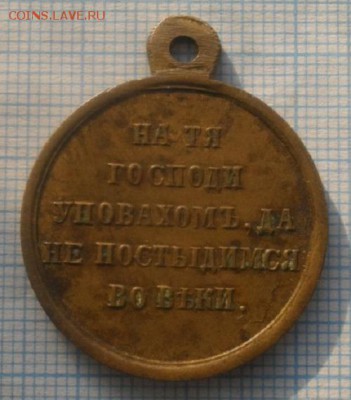 COINS.LAVE.RU
НА ТЯ
ГОСПОДИ
УПОВАХОМЪ, ДА
НЕ ПОСТЫДИМСЯ
ВО ВѢКИ.